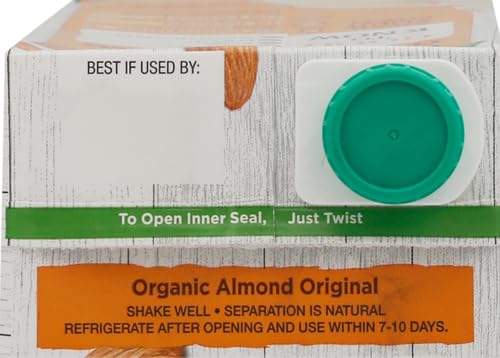 BEST IF USED BY:
To Open Inner Seal, Just Twist
Organic Almond Original
SHAKE WELL • SEPARATION IS NATURAL
REFRIGERATE AFTER OPENING AND USE WITHIN 7-10 DAYS.